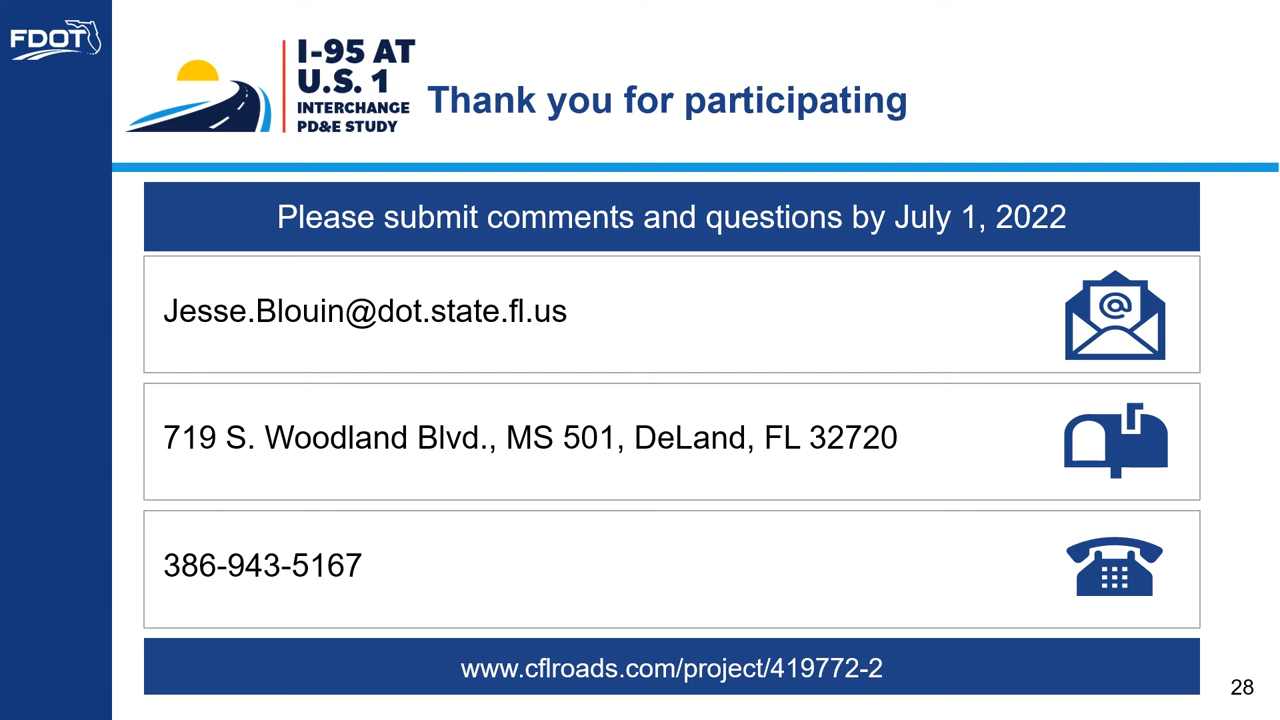 FDOT
I-95 AT
U.S. 1
INTERCHANGE
PD&E STUDY
Thank you for participating
Please submit comments and questions by July 1, 2022
Jesse.Blouin@dot.state.fl.us
@
719 S. Woodland Blvd., MS 501, DeLand, FL 32720
386-943-5167
www.cflroads.com/project/419772-2
28